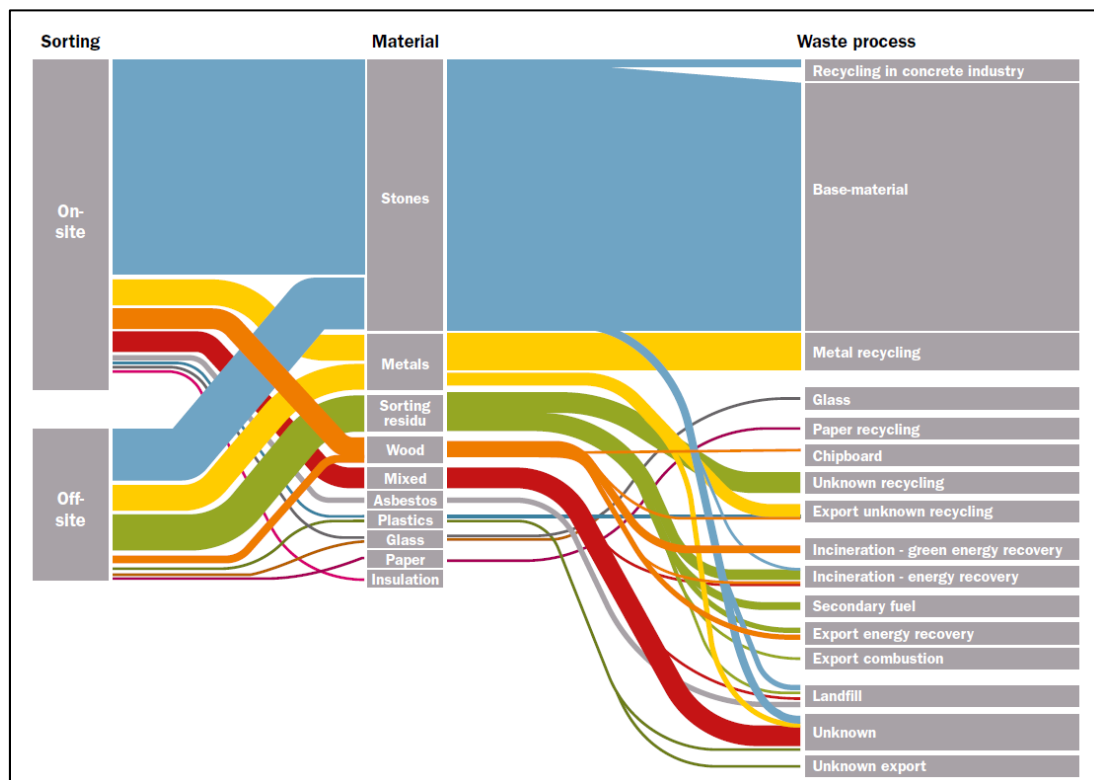 Sorting
Material
Waste process
On-
site
Off-
site
Stones
Metals
Sorting
residu
Wood
Mixed
Asbestos
Plastics
Glass
Paper
Insulation
Recycling in concrete industry
Base-material
Metal recycling
Glass
Paper recycling
Chipboard
Unknown recycling
Export unknown recycling
Incineration - green energy recovery
Incineration - energy recovery
Secondary fuel
Export energy recovery
Export combustion
Landfill
Unknown
Unknown export